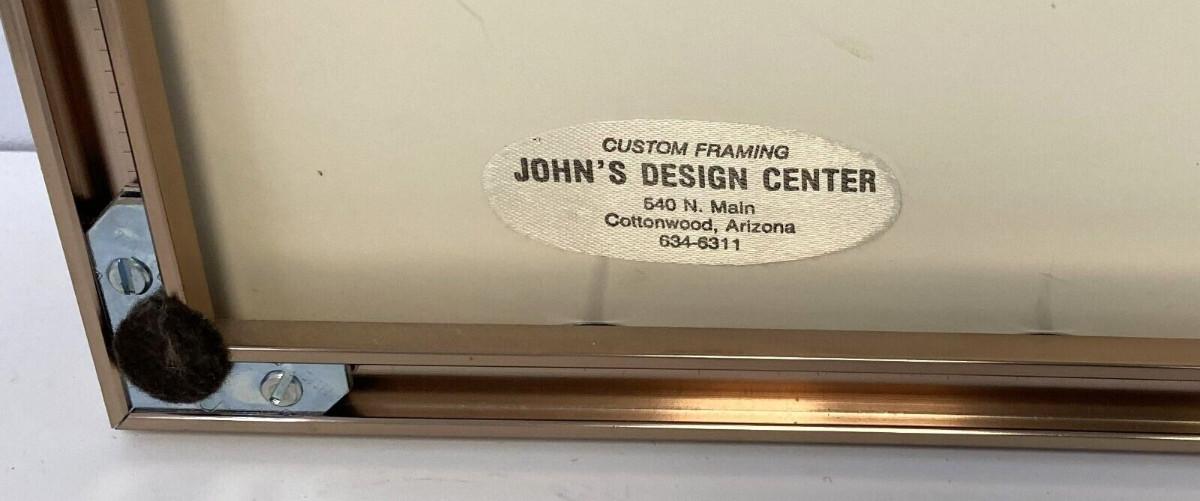 CUSTOM FRAMING
JOHN'S DESIGN CENTER
540 N. Main
Cottonwood, Arizona
634-6311